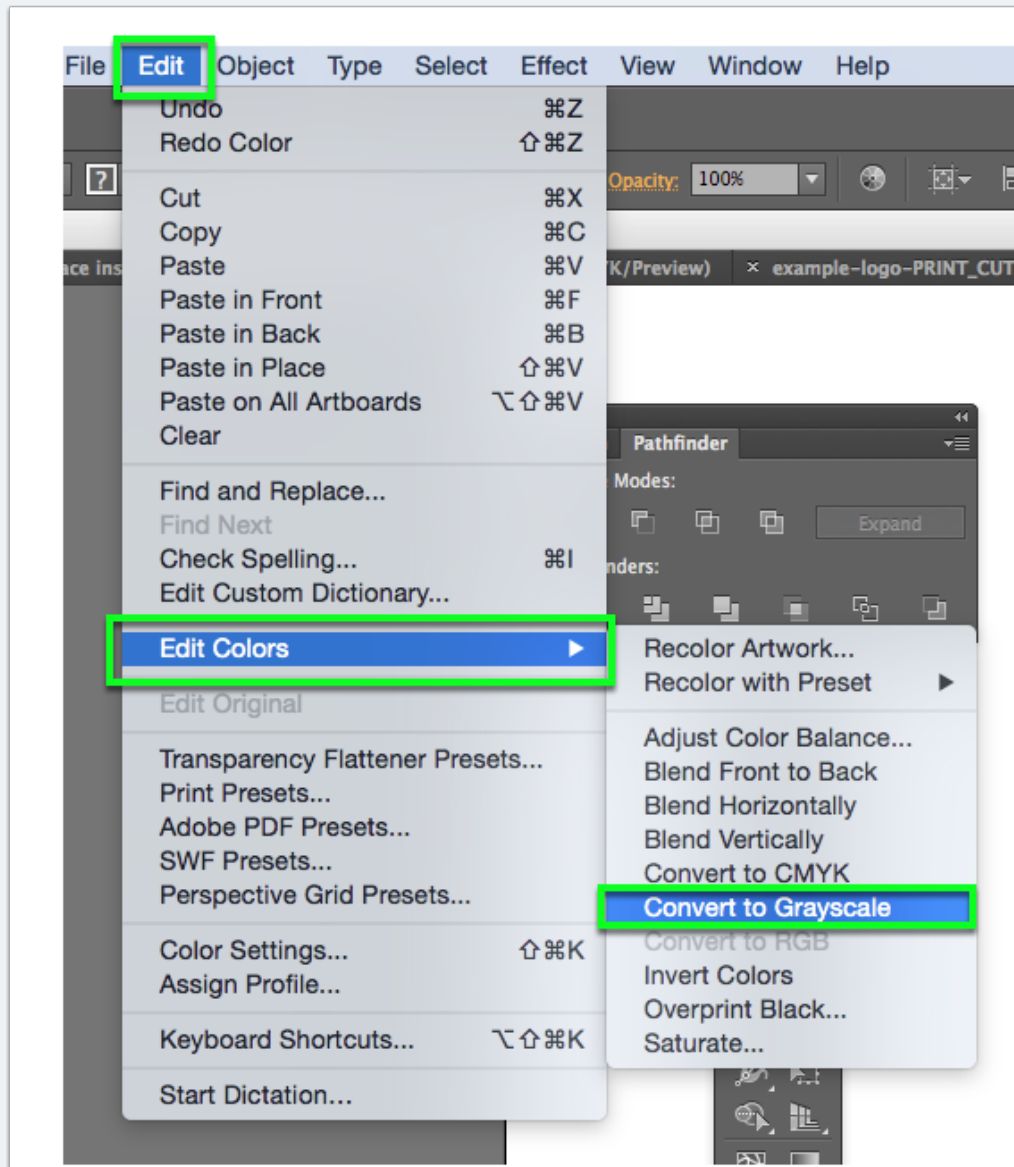 File Edit Object Type Select Effect View Window Help
Undo ⌘Z
Redo Color ⇧⌘Z
? Opacity: 100%
Cut ⌘X
Copy ⌘C
Paste ⌘V
ace ins K/Preview) × example-logo-PRINT_CUT
Paste in Front ⌘F
Paste in Back ⌘B
Paste in Place ⇧⌘V
Paste on All Artboards ⌥⇧⌘V
Clear
Pathfinder
Modes:
Expand
nders:
Find and Replace...
Find Next
Check Spelling... ⌘I
Edit Custom Dictionary...
Edit Colors ▶
Edit Original
Transparency Flattener Presets...
Print Presets...
Adobe PDF Presets...
SWF Presets...
Perspective Grid Presets...
Color Settings... ⇧⌘K
Assign Profile...
Keyboard Shortcuts... ⌥⇧⌘K
Start Dictation...
Recolor Artwork...
Recolor with Preset ▶
Adjust Color Balance...
Blend Front to Back
Blend Horizontally
Blend Vertically
Convert to CMYK
Convert to Grayscale
Convert to RGB
Invert Colors
Overprint Black...
Saturate...